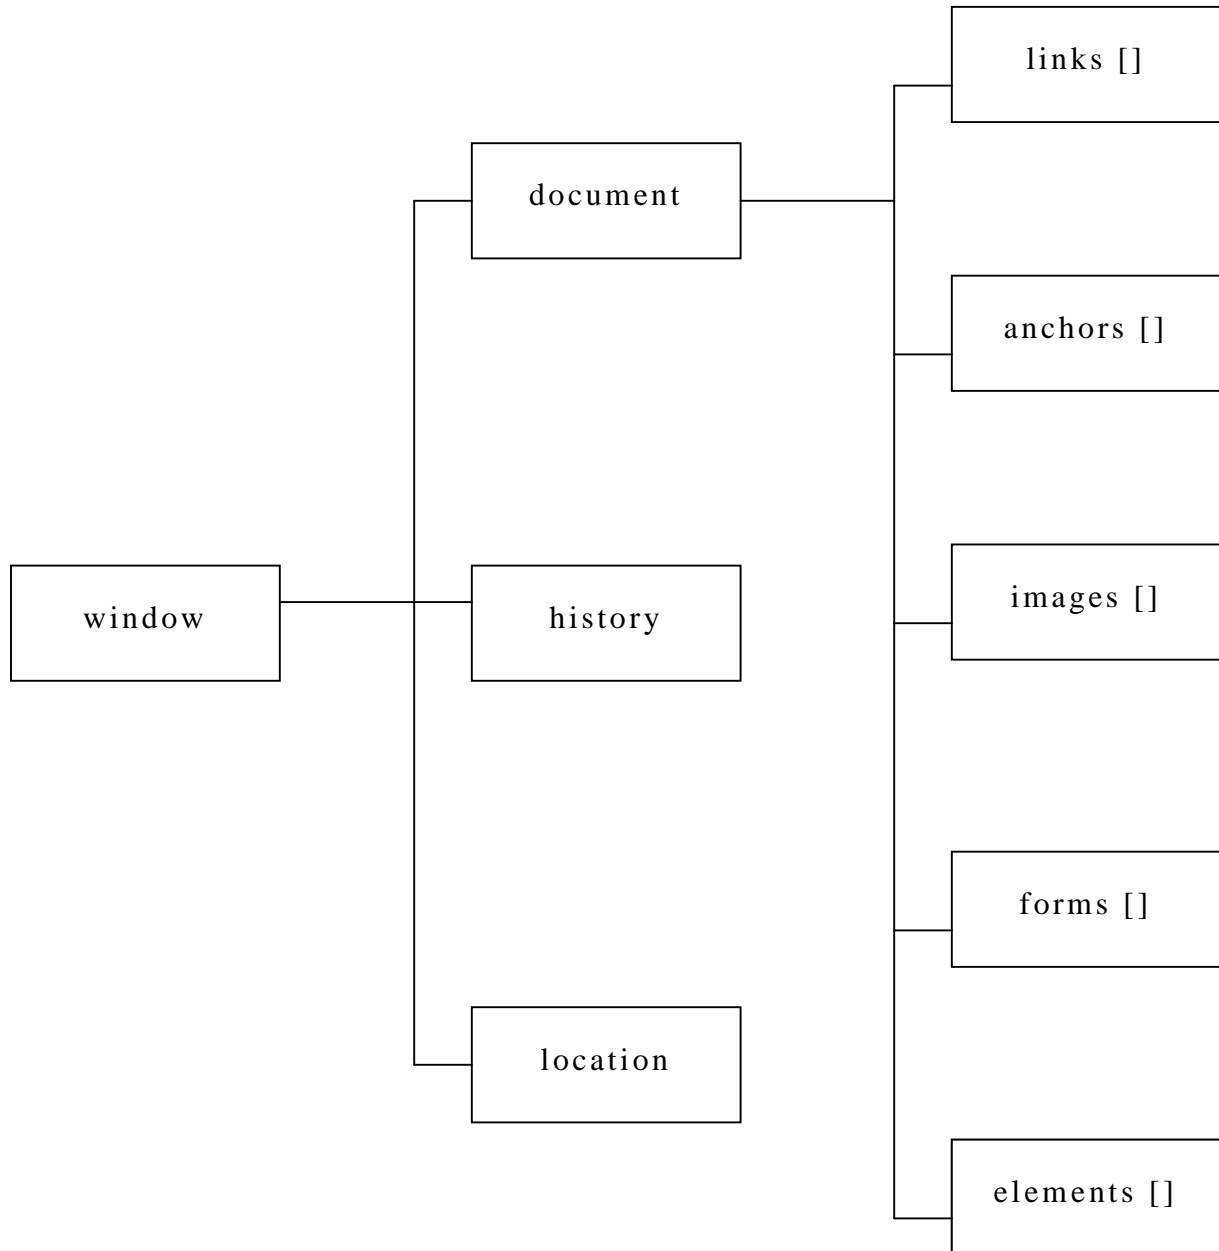 links []
document
anchors []
images []
window
history
forms []
location
elements []